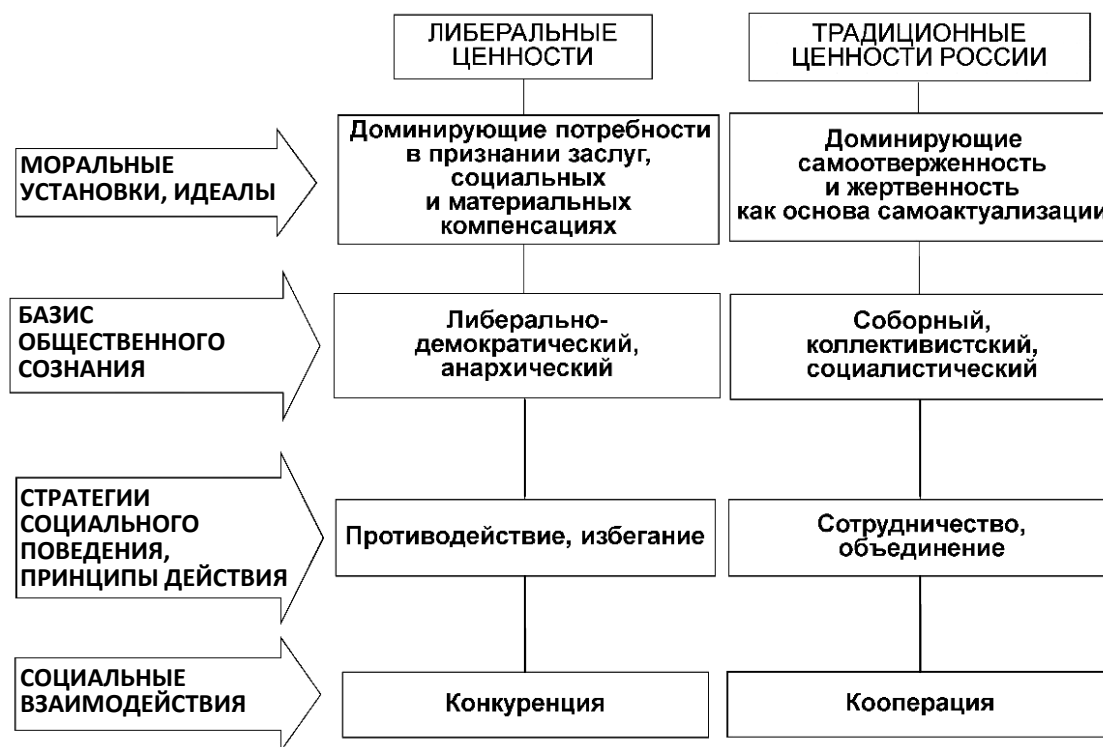 ЛИБЕРАЛЬНЫЕ
ЦЕННОСТИ
ТРАДИЦИОННЫЕ
ЦЕННОСТИ РОССИИ
МОРАЛЬНЫЕ
УСТАНОВКИ, ИДЕАЛЫ
Доминирующие потребности
в признании заслуг,
социальных
и материальных
компенсациях
Доминирующие
самоотверженность
и жертвенность
как основа самоактуализации
БАЗИС
ОБЩЕСТВЕННОГО
СОЗНАНИЯ
Либерально-
демократический,
анархический
Соборный,
коллективистский,
социалистический
СТРАТЕГИИ
СОЦИАЛЬНОГО
ПОВЕДЕНИЯ,
ПРИНЦИПЫ ДЕЙСТВИЯ
Противодействие, избегание
Сотрудничество,
объединение
СОЦИАЛЬНЫЕ
ВЗАИМОДЕЙСТВИЯ
Конкуренция
Кооперация